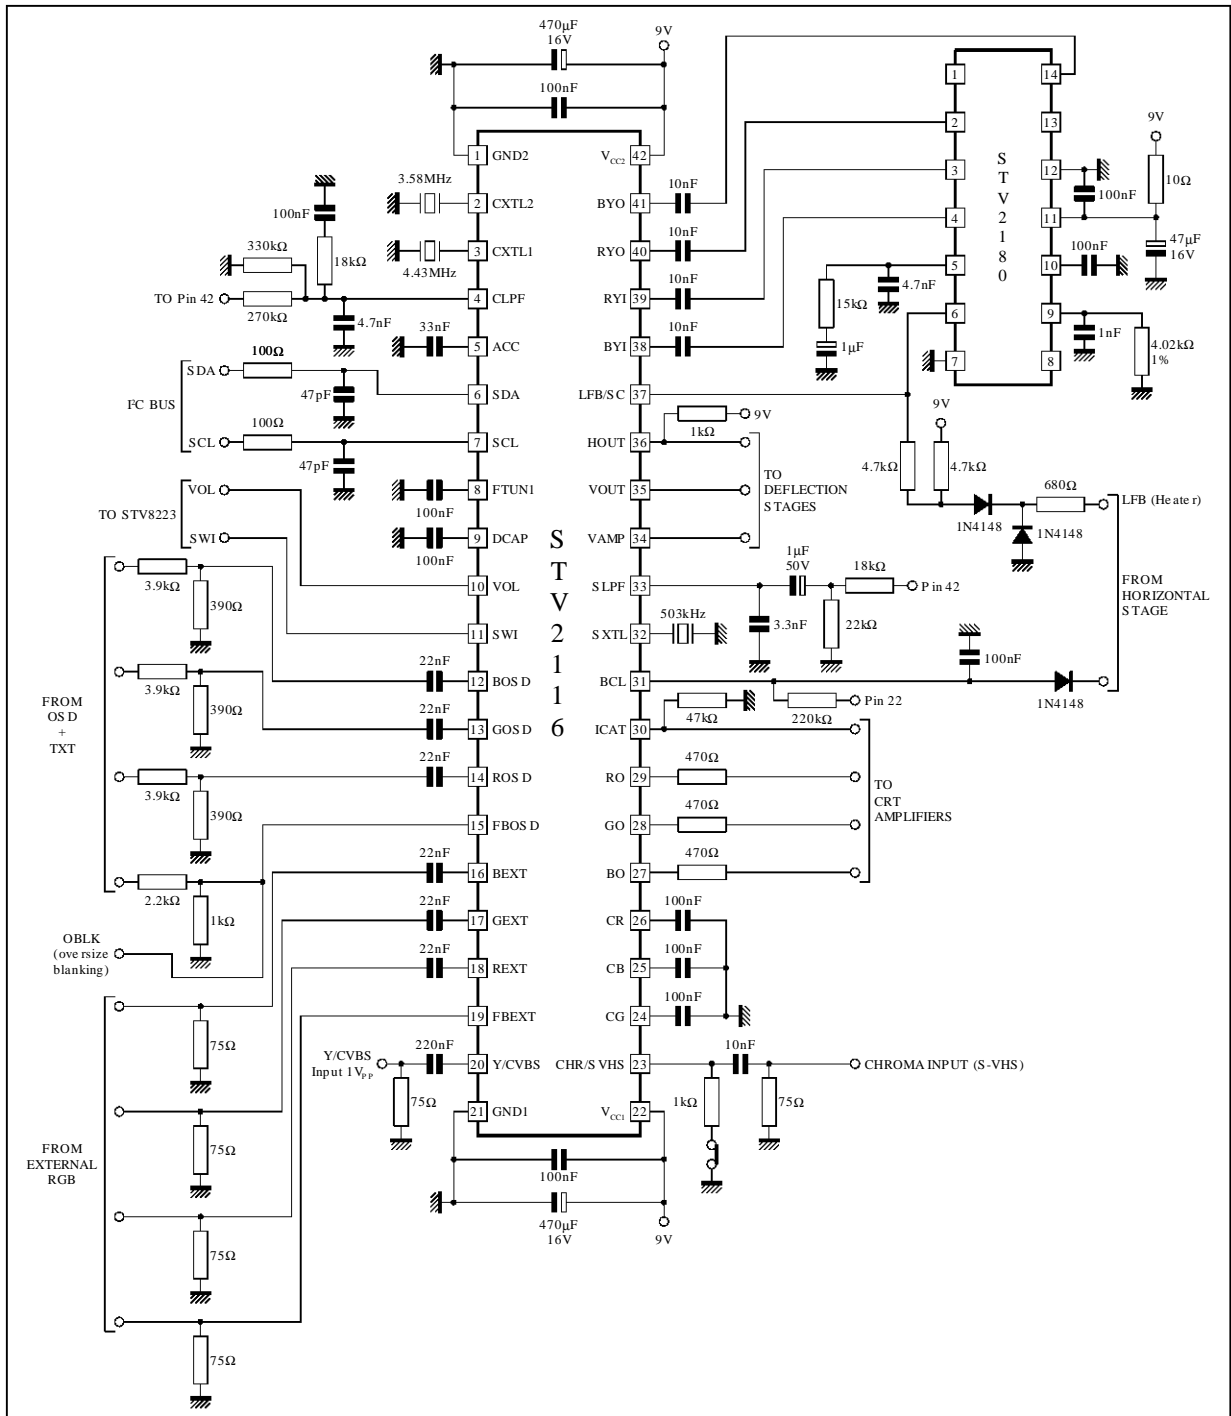 470µF
16V
9V
100nF
1 GND2
V_CC2 42
3.58MHz
2 CXTL2
BYO 41
10nF
100nF
330kΩ
18kΩ
4.43MHz
3 CXTL1
RYO 40
10nF
TO Pin 42
270kΩ
4.7nF
4 CLPF
RYI 39
10nF
33nF
5 ACC
BYI 38
10nF
I²C BUS
SDA
100Ω
47pF
6 SDA
LFB/SC 37
SCL
100Ω
47pF
7 SCL
HOUT 36
1kΩ
9V
TO STV8223
VOL
SWI
8 FTUN1
100nF
VOUT 35
TO
DEFLECTION
STAGES
9 DCAP
100nF
VAMP 34
STV2116
3.9kΩ
390Ω
10 VOL
SLPF 33
1µF
50V
18kΩ
Pin 42
3.3nF
22kΩ
11 SWI
SXTL 32
503kHz
22nF
12 BOSD
BCL 31
100nF
1N4148
FROM
OSD
+
TXT
3.9kΩ
390Ω
22nF
13 GOSD
ICAT 30
47kΩ
220kΩ
Pin 22
3.9kΩ
390Ω
22nF
14 ROSD
RO 29
470Ω
TO
CRT
AMPLIFIERS
15 FBOSD
GO 28
470Ω
2.2kΩ
1kΩ
22nF
16 BEXT
BO 27
470Ω
OBLK
(oversize
blanking)
22nF
17 GEXT
CR 26
100nF
22nF
18 REXT
CB 25
100nF
19 FBEXT
CG 24
100nF
Y/CVBS
Input 1V_PP
220nF
75Ω
20 Y/CVBS
CHR/SVHS 23
10nF
1kΩ
75Ω
CHROMA INPUT (S-VHS)
21 GND1
V_CC1 22
100nF
470µF
16V
9V
FROM
EXTERNAL
RGB
75Ω
75Ω
75Ω
75Ω
STV2180
1
14
2
13
3
12
4
11
5
10
6
9
7
8
9V
10Ω
100nF
47µF
16V
100nF
15kΩ
4.7nF
1µF
1nF
4.02kΩ
1%
9V
4.7kΩ
4.7kΩ
1N4148
1N4148
680Ω
LFB (Heater)
FROM
HORIZONTAL
STAGE